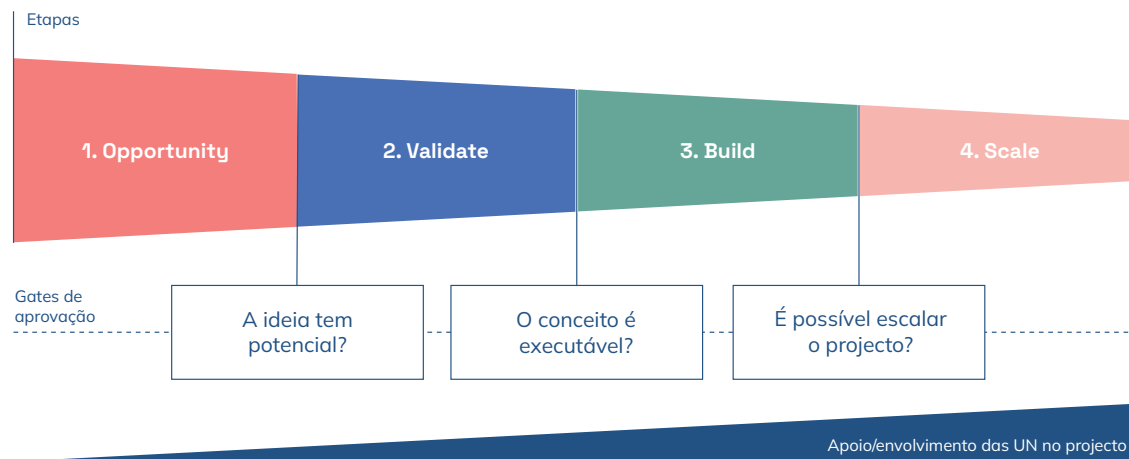 Etapas
1. Opportunity
2. Validate
3. Build
4. Scale
Gates de
aprovação
A ideia tem
potencial?
O conceito é
executável?
É possível escalar
o projecto?
Apoio/envolvimento das UN no projecto